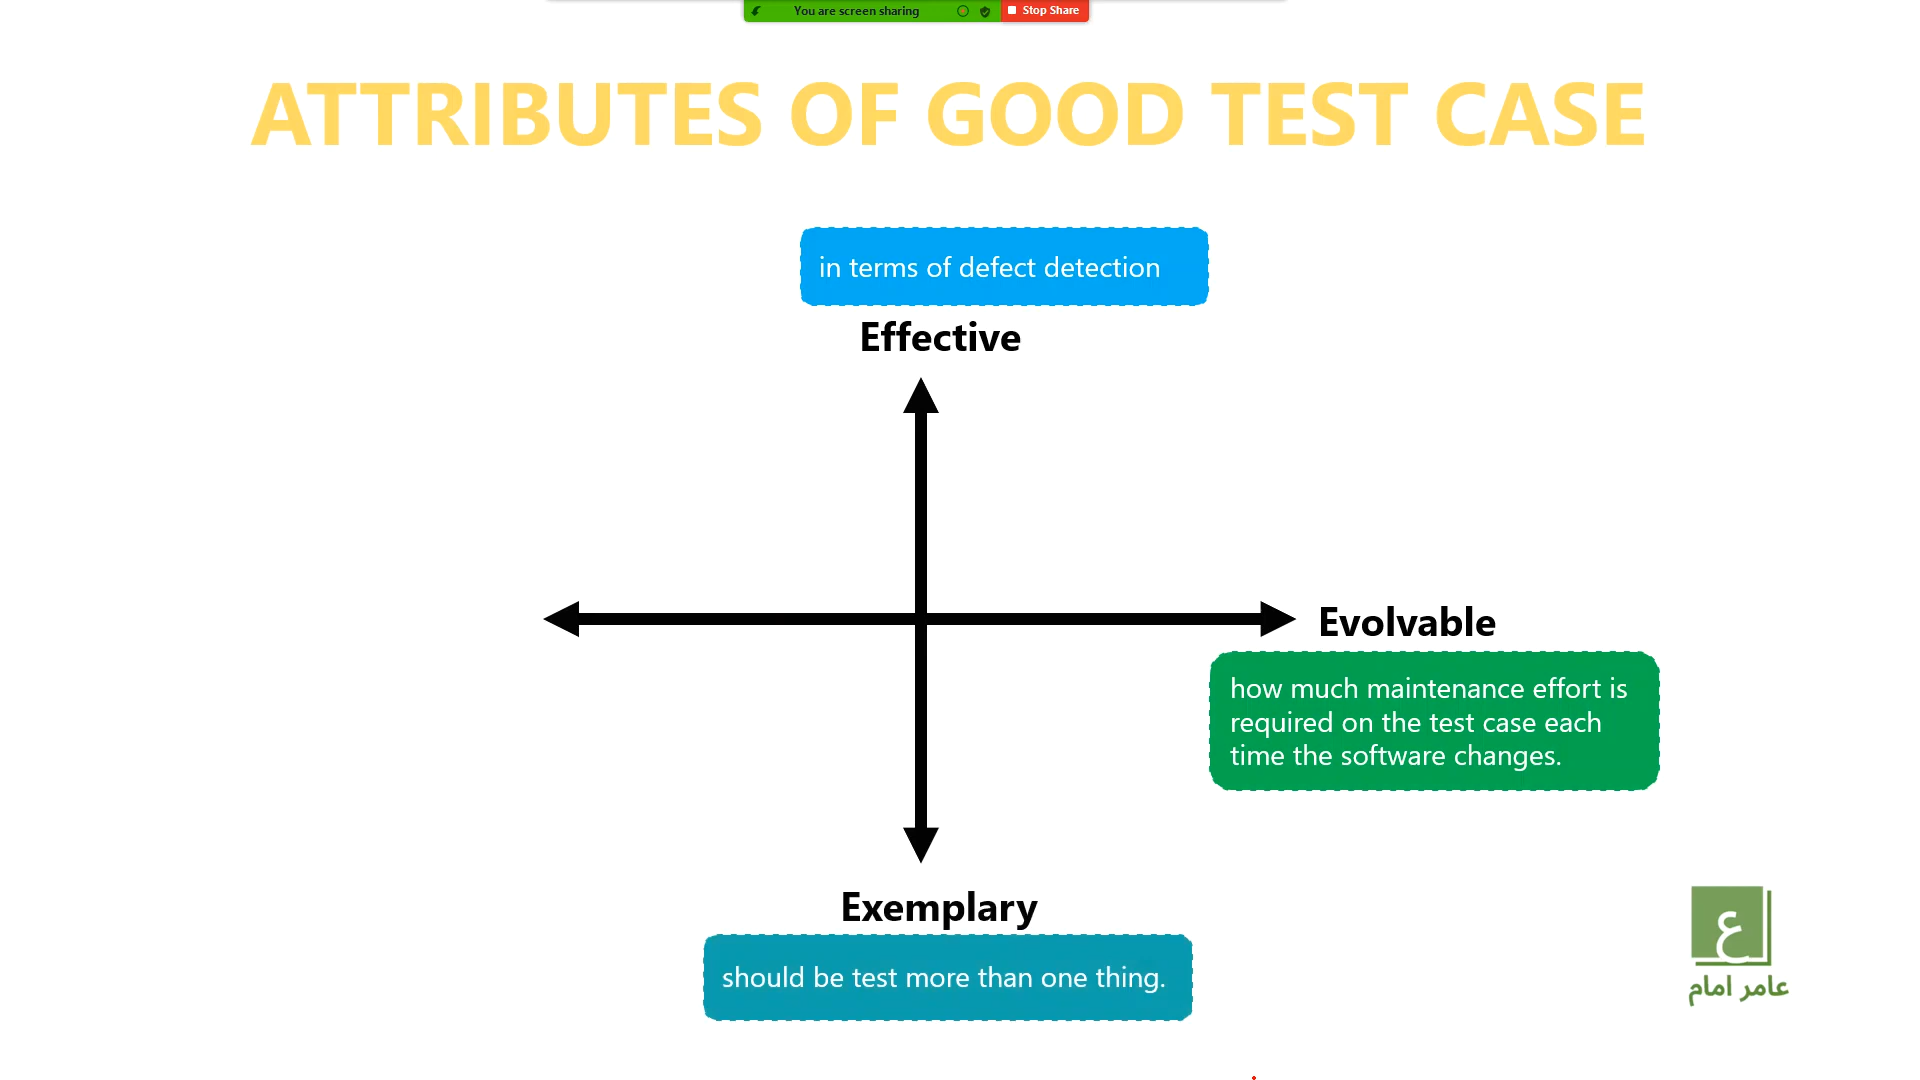 You are screen sharing
Stop Share
ATTRIBUTES OF GOOD TEST CASE
in terms of defect detection
Effective
Evolvable
how much maintenance effort is
required on the test case each
time the software changes.
Exemplary
should be test more than one thing.
ع
عامر امام